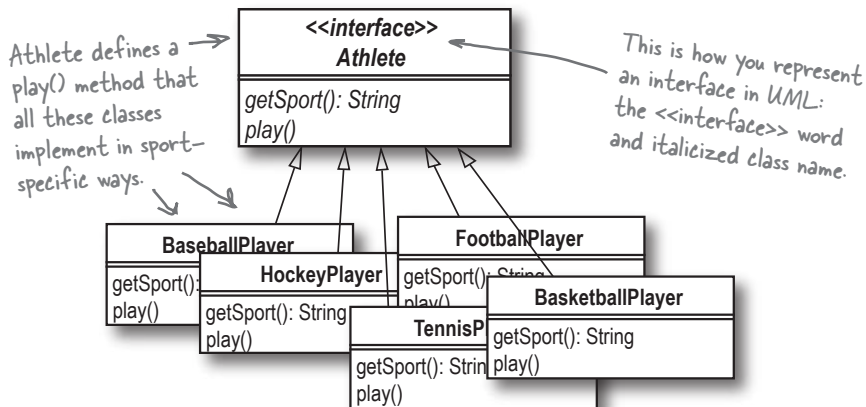 Athlete defines a
play() method that
all these classes
implement in sport–
specific ways.
<<interface>>
Athlete
getSport(): String
play()
This is how you represent
an interface in UML:
the <<interface>> word
and italicized class name.
BaseballPlayer
getSport():
play()
HockeyPlayer
getSport(): String
play()
FootballPlayer
getSport(): String
play()
TennisP
getSport(): Strin
play()
BasketballPlayer
getSport(): String
play()